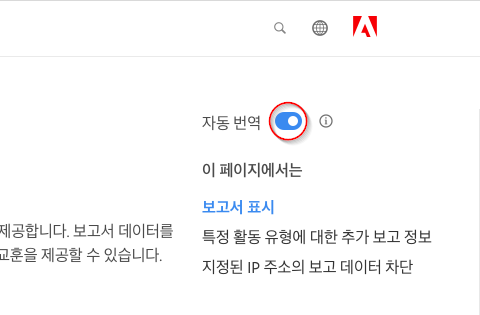 자동 번역
이 페이지에서는
보고서 표시
특정 활동 유형에 대한 추가 보고 정보
지정된 IP 주소의 보고 데이터 차단
제공합니다. 보고서 데이터를
교훈을 제공할 수 있습니다.